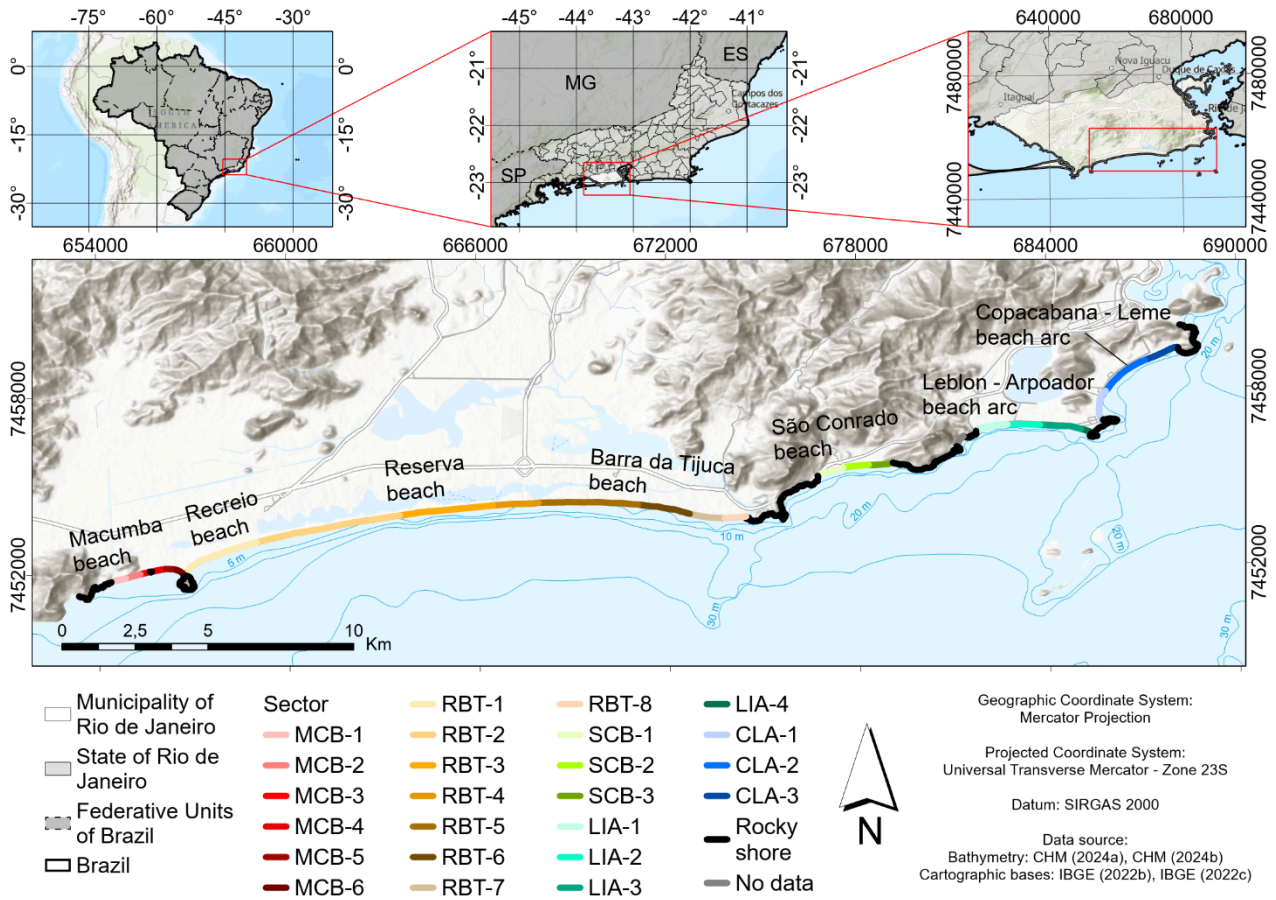 -75° -60° -45° -30°
0° 0°
-15° -15°
-30° -30°
SOUTH
AMERICA
-45° -44° -43° -42° -41°
-21° -21°
-22° -22°
-23° -23°
MG
ES
SP
Campos dos
Goytacazes
640000 680000
7480000 7480000
7440000 7440000
Nova Iguaçu
Duque de Caxias
Itaguaí
654000 660000 666000 672000 678000 684000 690000
7458000 7458000
7452000 7452000
Copacabana - Leme
beach arc
20 m
Leblon - Arpoador
beach arc
São Conrado
beach
Barra da Tijuca
beach
Reserva
beach
Recreio
beach
Macumba
beach
5 m
10 m
20 m
20 m
30 m
30 m
0 2,5 5 10
Km
Municipality of
Rio de Janeiro
State of Rio de
Janeiro
Federative Units
of Brazil
Brazil
Sector
MCB-1
MCB-2
MCB-3
MCB-4
MCB-5
MCB-6
RBT-1
RBT-2
RBT-3
RBT-4
RBT-5
RBT-6
RBT-7
RBT-8
SCB-1
SCB-2
SCB-3
LIA-1
LIA-2
LIA-3
LIA-4
CLA-1
CLA-2
CLA-3
Rocky
shore
No data
N
Geographic Coordinate System:
Mercator Projection
Projected Coordinate System:
Universal Transverse Mercator - Zone 23S
Datum: SIRGAS 2000
Data source:
Bathymetry: CHM (2024a), CHM (2024b)
Cartographic bases: IBGE (2022b), IBGE (2022c)